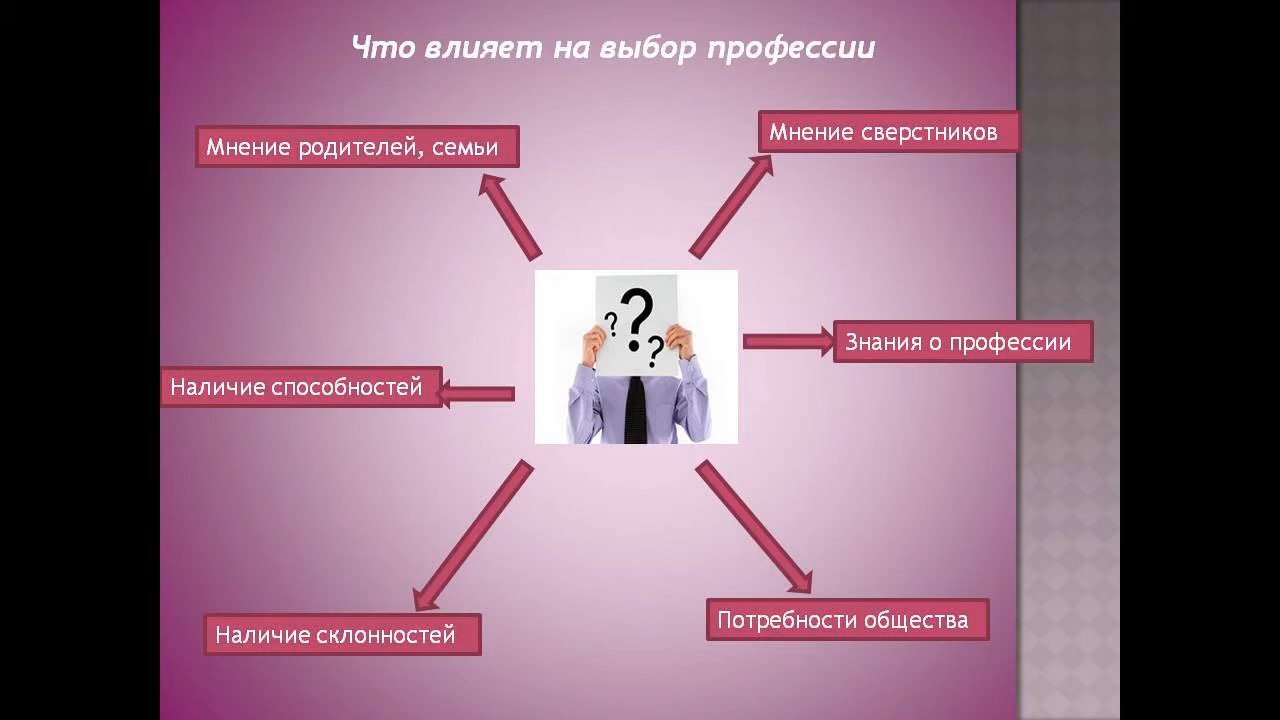 Что влияет на выбор профессии
Мнение родителей, семьи
Мнение сверстников
? ? ?
Знания о профессии
Наличие способностей
Наличие склонностей
Потребности общества